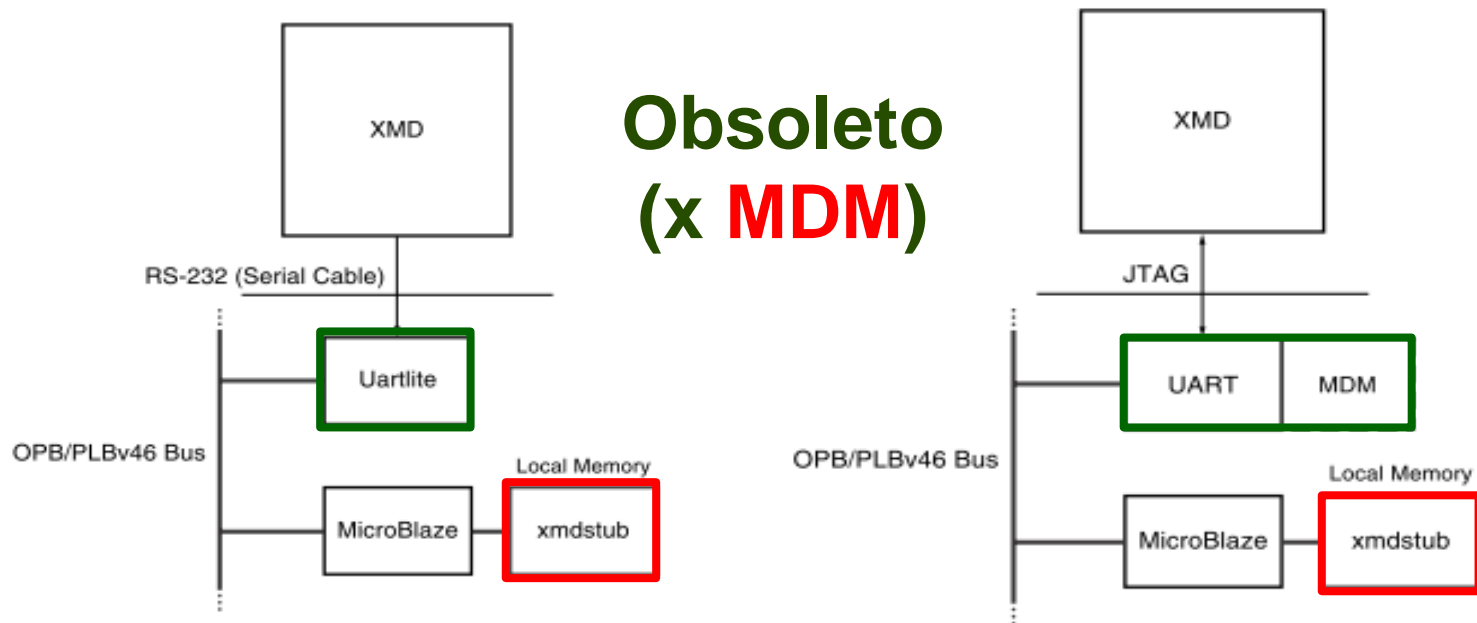 XMD
RS-232 (Serial Cable)
Uartlite
OPB/PLBv46 Bus
Local Memory
MicroBlaze
xmdstub
Obsoleto
(x MDM)
XMD
JTAG
UART
MDM
OPB/PLBv46 Bus
Local Memory
MicroBlaze
xmdstub